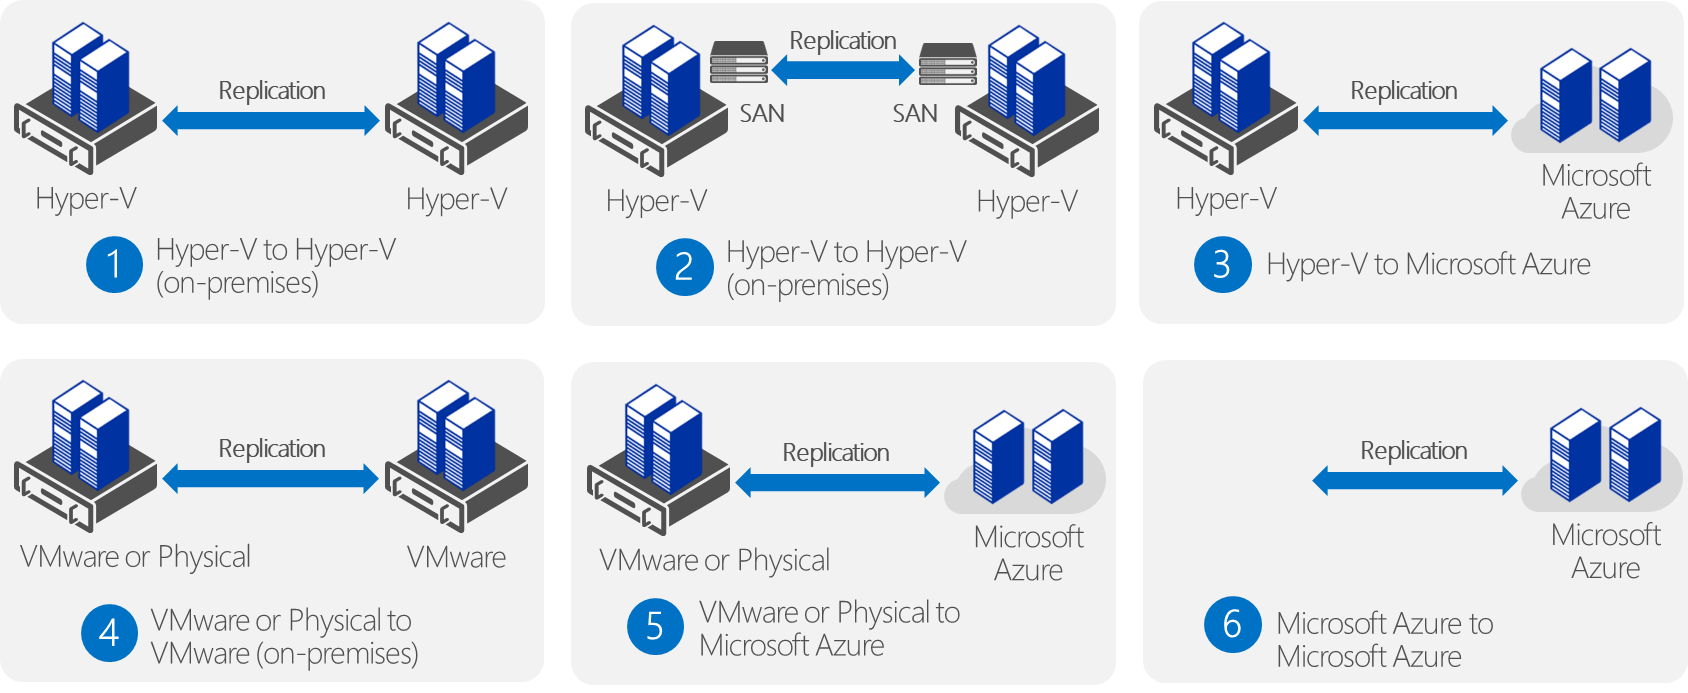 Replication
Hyper-V
Hyper-V
1
Hyper-V to Hyper-V
(on-premises)
Replication
SAN
SAN
Hyper-V
Hyper-V
2
Hyper-V to Hyper-V
(on-premises)
Replication
Hyper-V
Microsoft
Azure
3
Hyper-V to Microsoft Azure
Replication
VMware or Physical
VMware
4
VMware or Physical to
VMware (on-premises)
Replication
VMware or Physical
Microsoft
Azure
5
VMware or Physical to
Microsoft Azure
Replication
Microsoft
Azure
6
Microsoft Azure to
Microsoft Azure